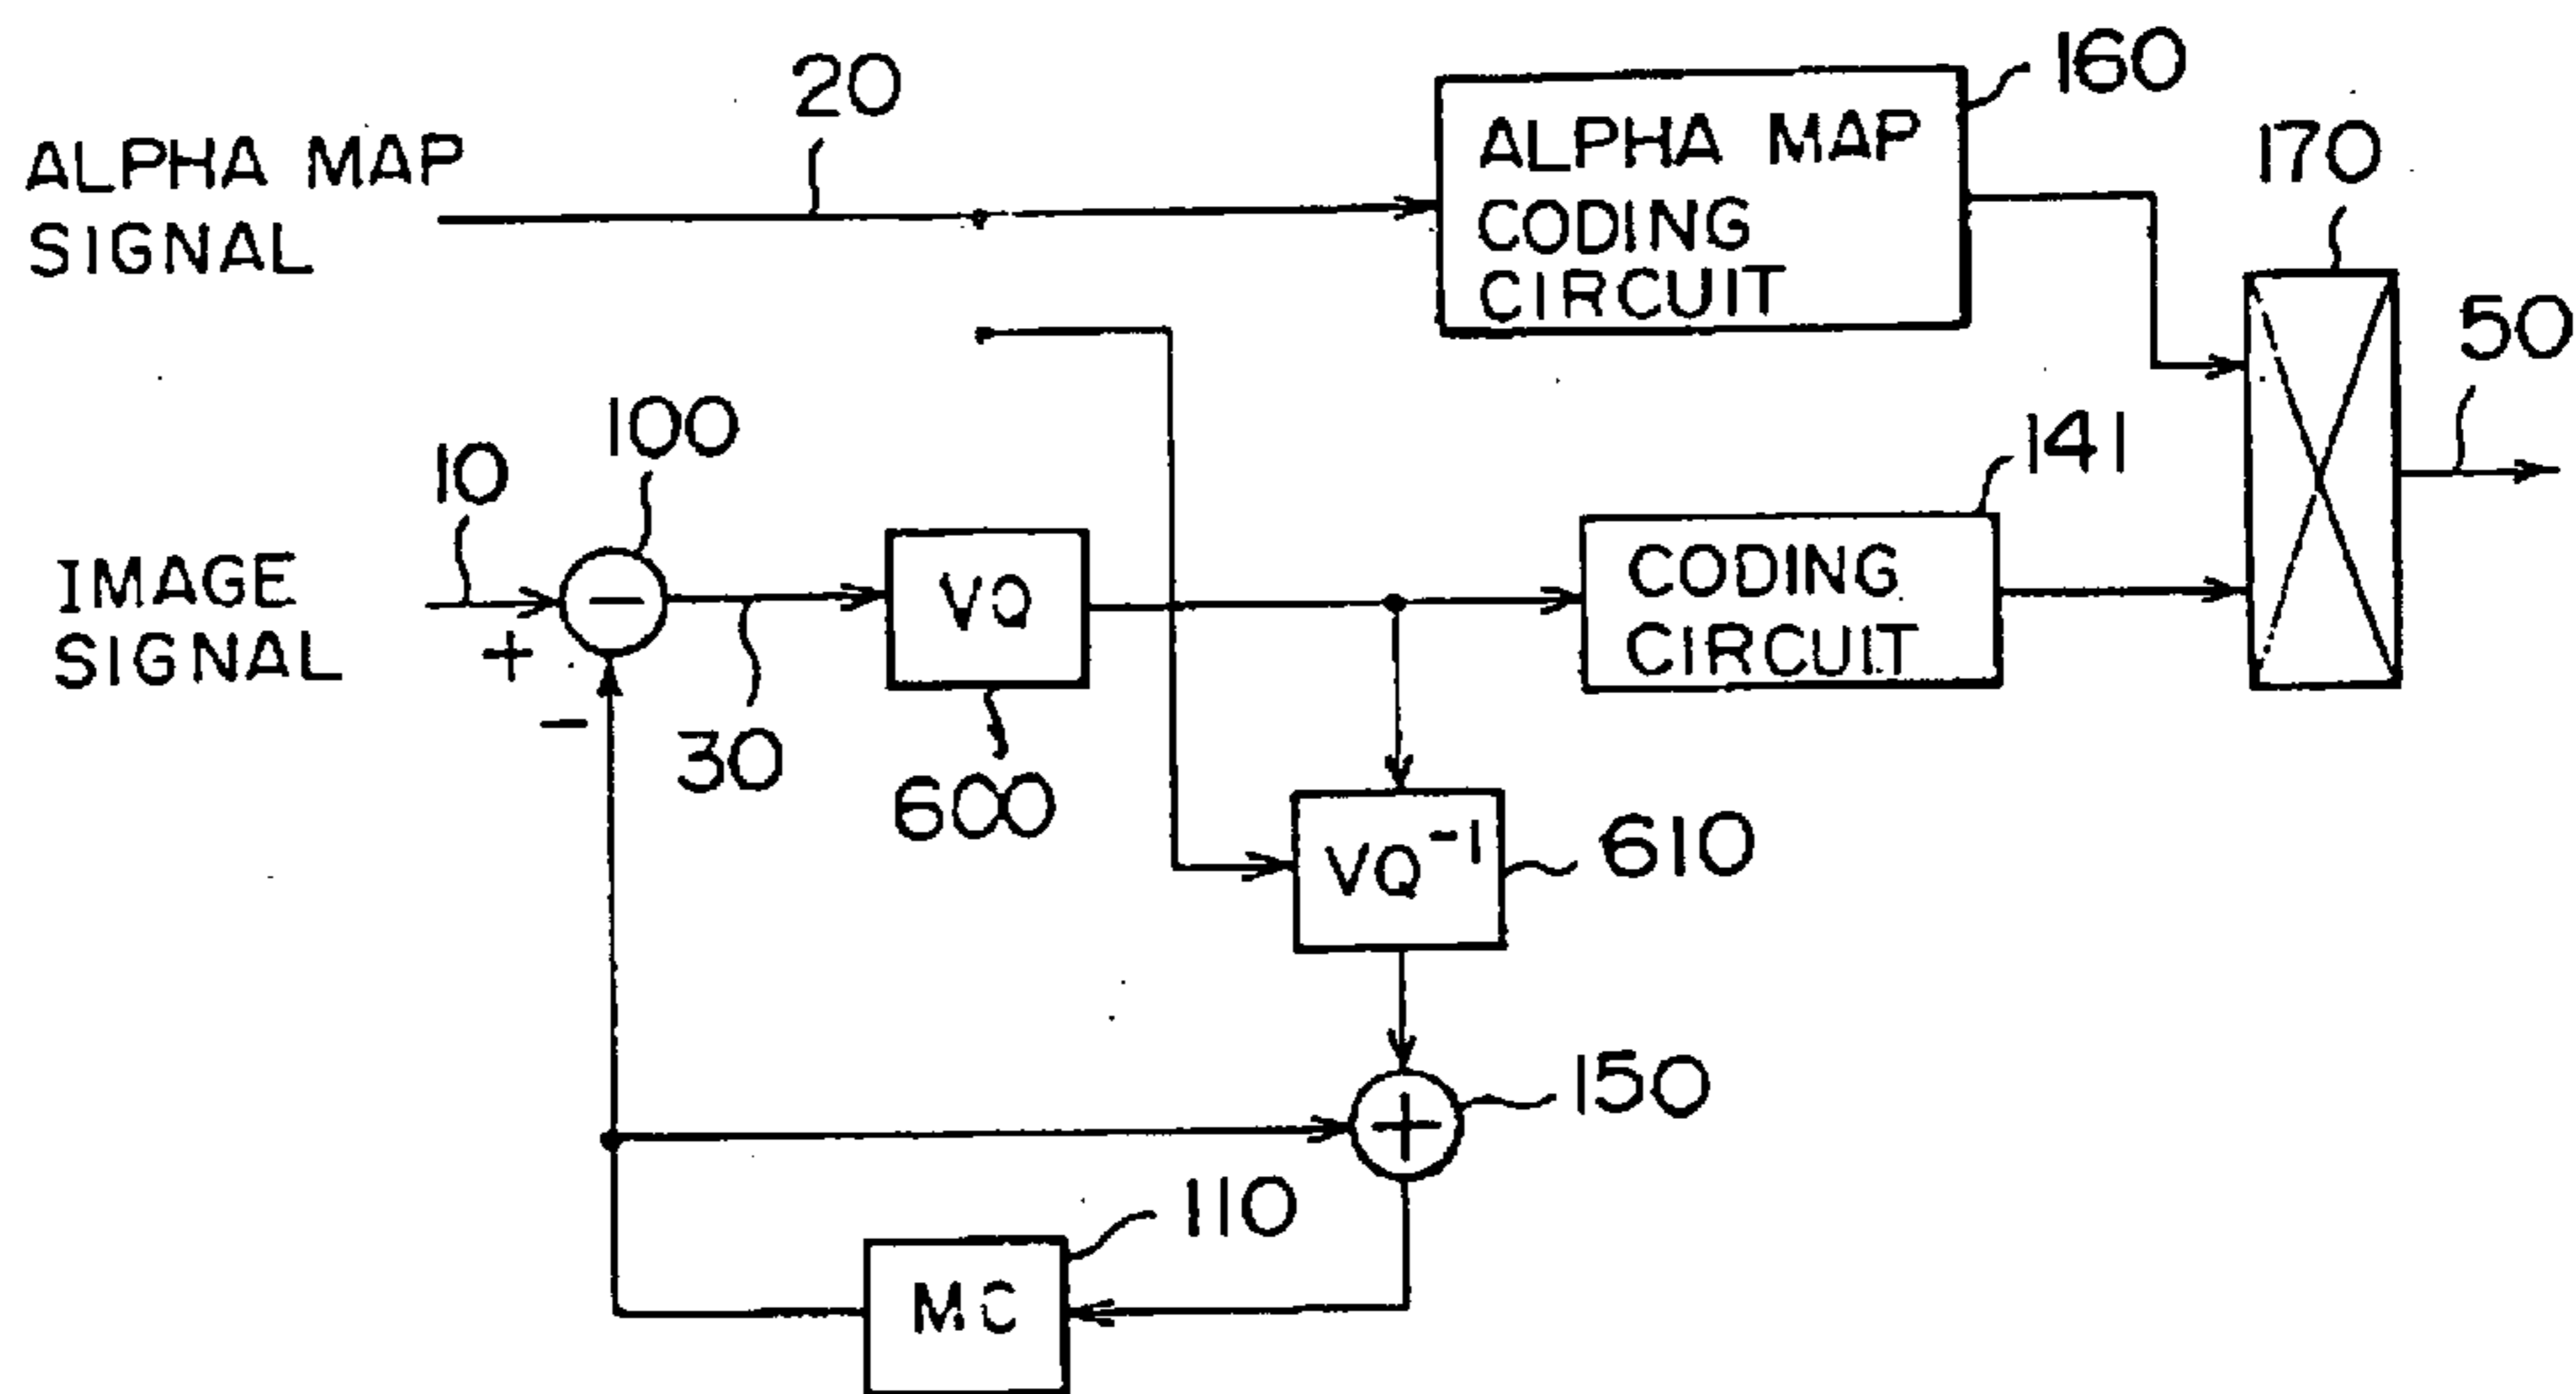 20
160
ALPHA MAP
SIGNAL
ALPHA MAP
CODING
CIRCUIT
170
50
10
100
141
IMAGE
SIGNAL
+
−
−
VQ
CODING
CIRCUIT
30
600
VQ⁻¹
610
+
150
110
MC